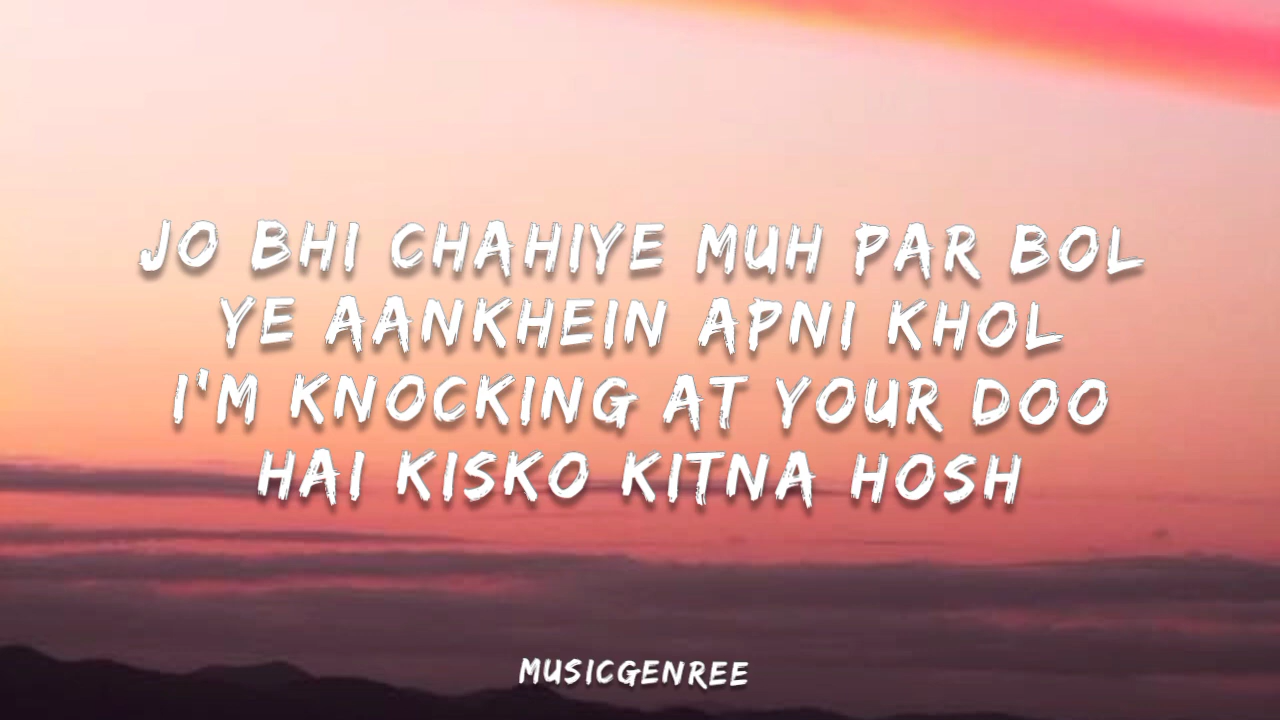 JO BHI CHAHIYE MUH PAR BOL
YE AANKHEIN APNI KHOL
I'M KNOCKING AT YOUR DOO
HAI KISKO KITNA HOSH
MUSICGENREE